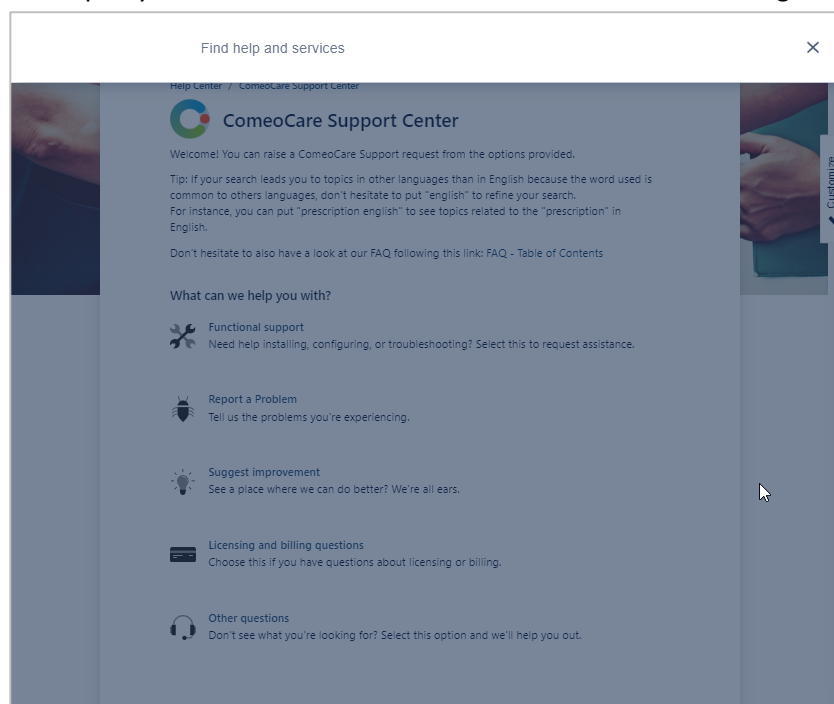 Find help and services
Help Center / ComeoCare Support Center
ComeoCare Support Center
Welcome! You can raise a ComeoCare Support request from the options provided.
Tip: If your search leads you to topics in other languages than in English because the word used is
common to others languages, don't hesitate to put "english" to refine your search.
For instance, you can put "prescription english" to see topics related to the "prescription" in
English.
Don't hesitate to also have a look at our FAQ following this link: FAQ - Table of Contents
What can we help you with?
Functional support
Need help installing, configuring, or troubleshooting? Select this to request assistance.
Report a Problem
Tell us the problems you're experiencing.
Suggest improvement
See a place where we can do better? We're all ears.
Licensing and billing questions
Choose this if you have questions about licensing or billing.
Other questions
Don't see what you're looking for? Select this option and we'll help you out.
Customize